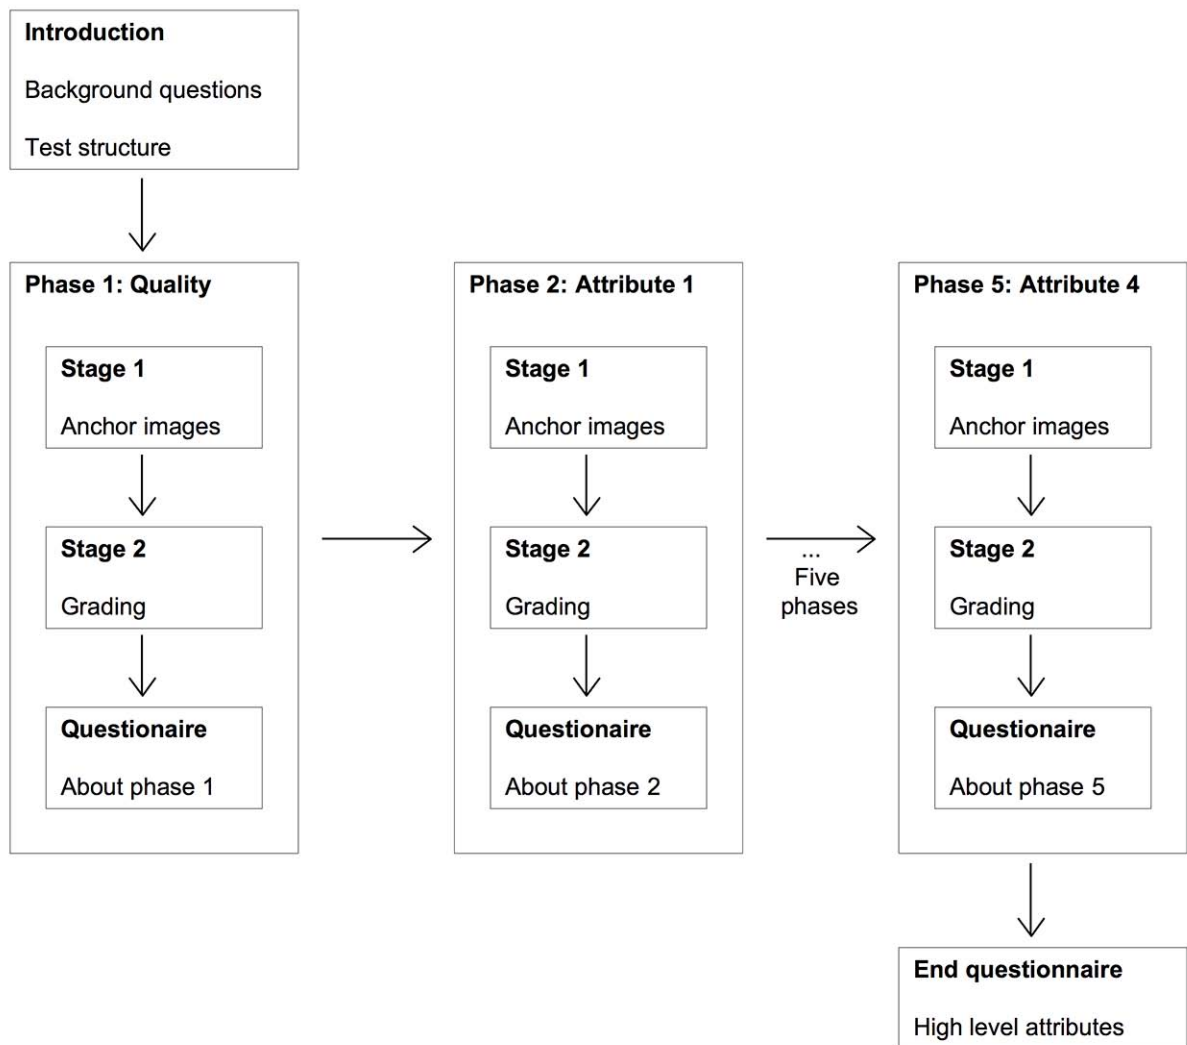 Introduction
Background questions
Test structure
Phase 1: Quality
Stage 1
Anchor images
Stage 2
Grading
Questionaire
About phase 1
Phase 2: Attribute 1
Stage 1
Anchor images
Stage 2
Grading
Questionaire
About phase 2
...
Five
phases
Phase 5: Attribute 4
Stage 1
Anchor images
Stage 2
Grading
Questionaire
About phase 5
End questionnaire
High level attributes